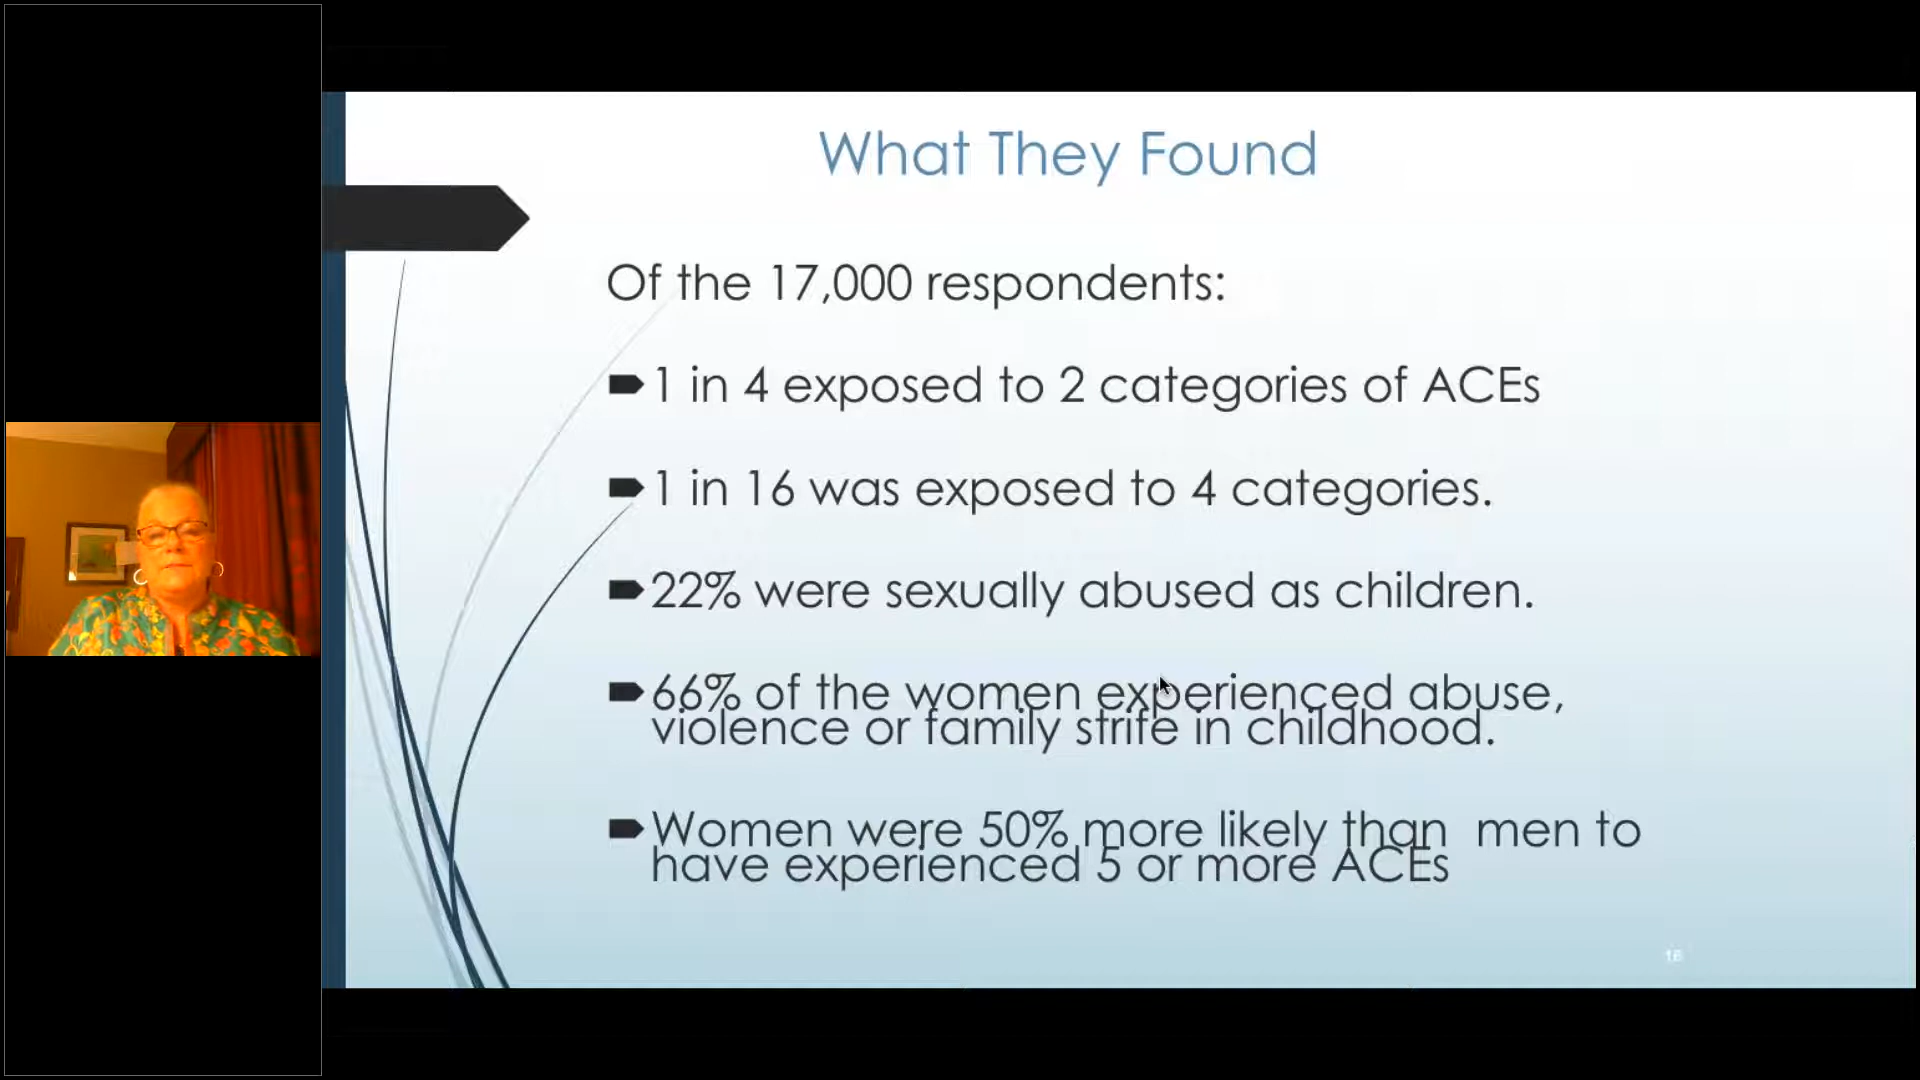 What They Found
Of the 17,000 respondents:
1 in 4 exposed to 2 categories of ACEs
1 in 16 was exposed to 4 categories.
22% were sexually abused as children.
66% of the women experienced abuse,
violence or family strife in childhood.
Women were 50% more likely than  men to
have experienced 5 or more ACEs
16